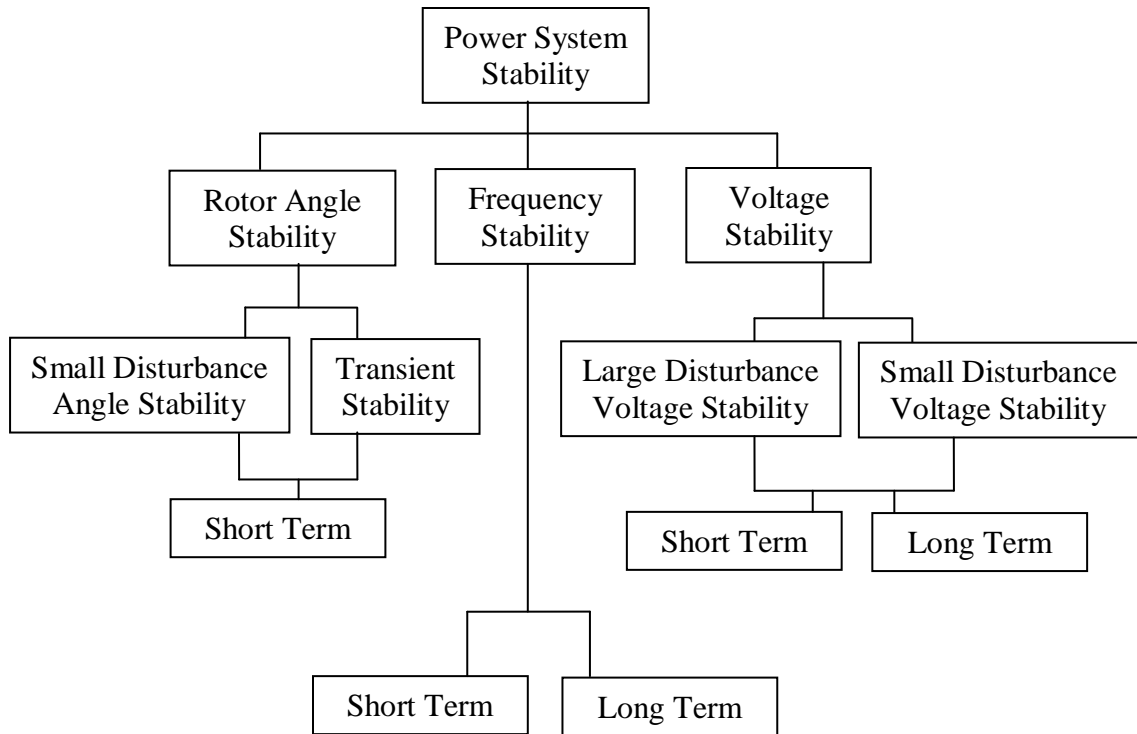 Power System
Stability
Rotor Angle
Stability
Frequency
Stability
Voltage
Stability
Small Disturbance
Angle Stability
Transient
Stability
Large Disturbance
Voltage Stability
Small Disturbance
Voltage Stability
Short Term
Short Term
Long Term
Short Term
Long Term